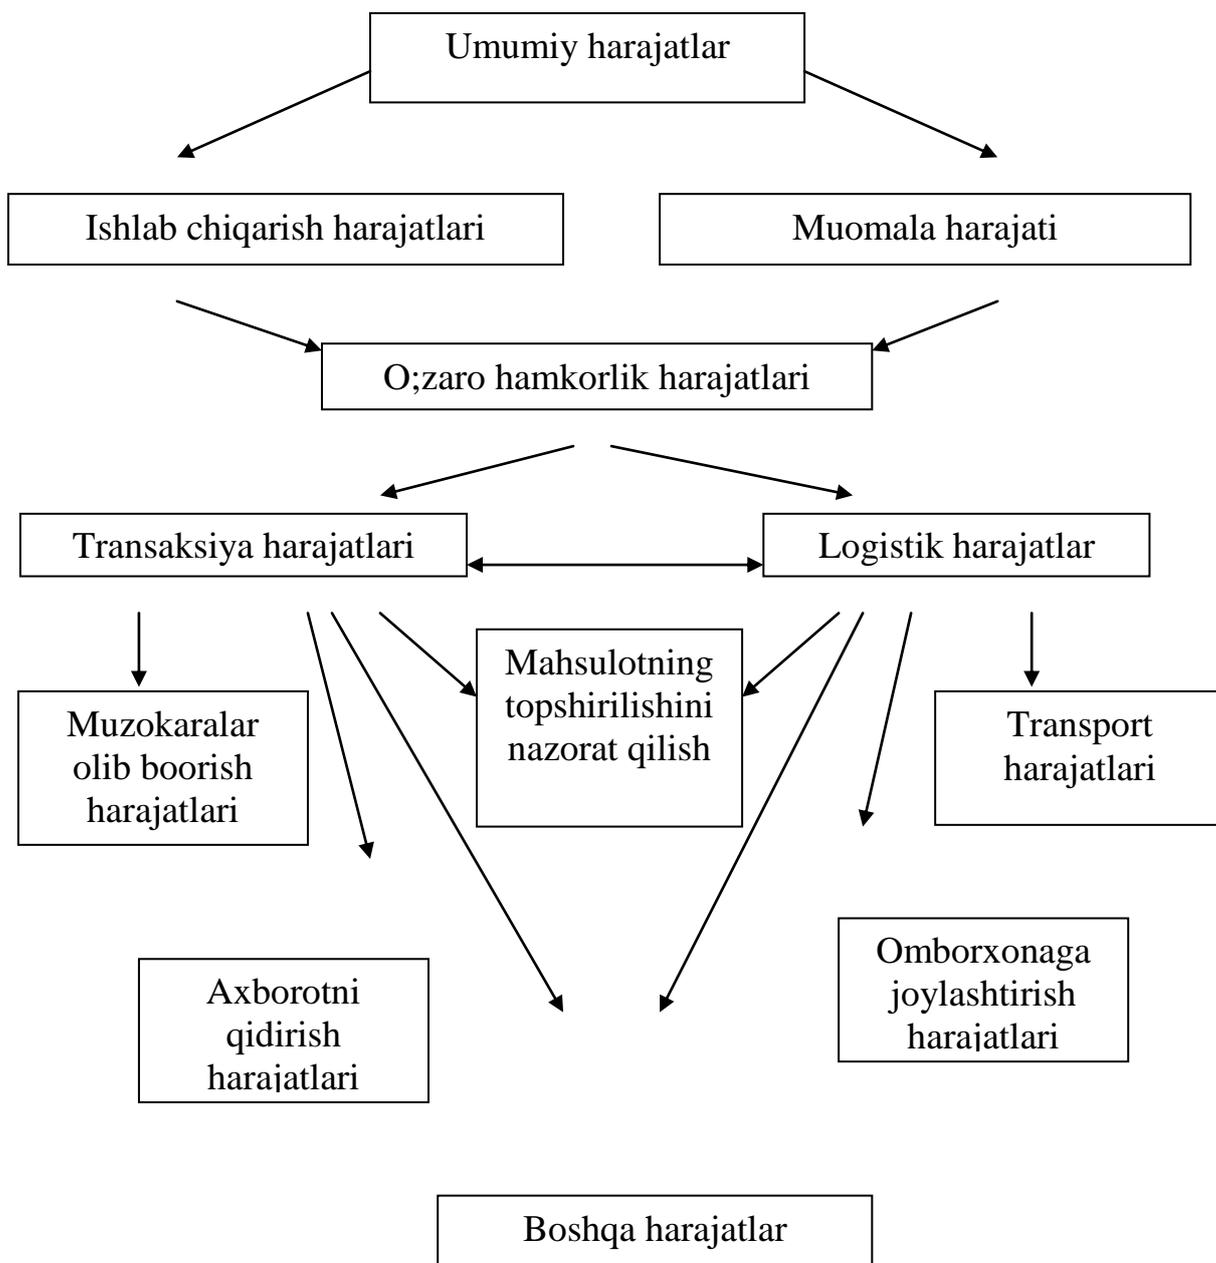 Umumiy harajatlar
Ishlab chiqarish harajatlari
Muomala harajati
O;zaro hamkorlik harajatlari
Transaksiya harajatlari
Logistik harajatlar
Muzokaralar
olib boorish
harajatlari
Mahsulotning
topshirilishini
nazorat qilish
Transport
harajatlari
Axborotni
qidirish
harajatlari
Omborxonaga
joylashtirish
harajatlari
Boshqa harajatlar